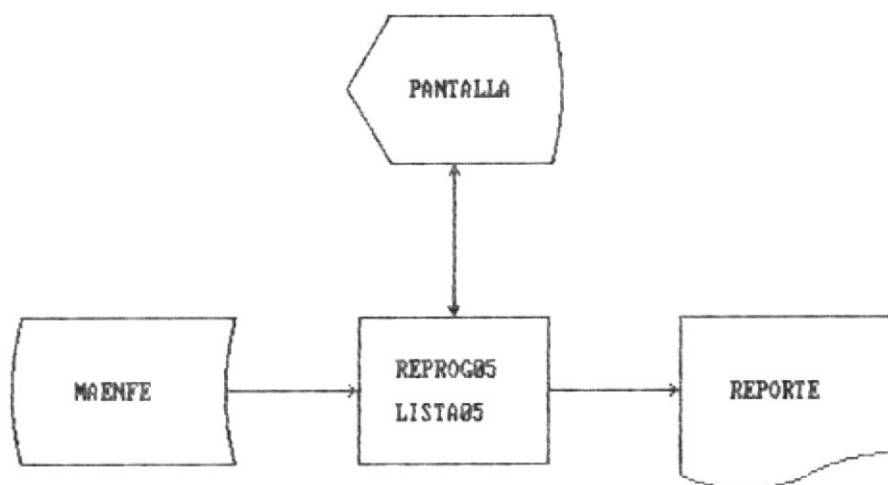 PANTALLA
MAENFE
REPROG05
LISTA05
REPORTE